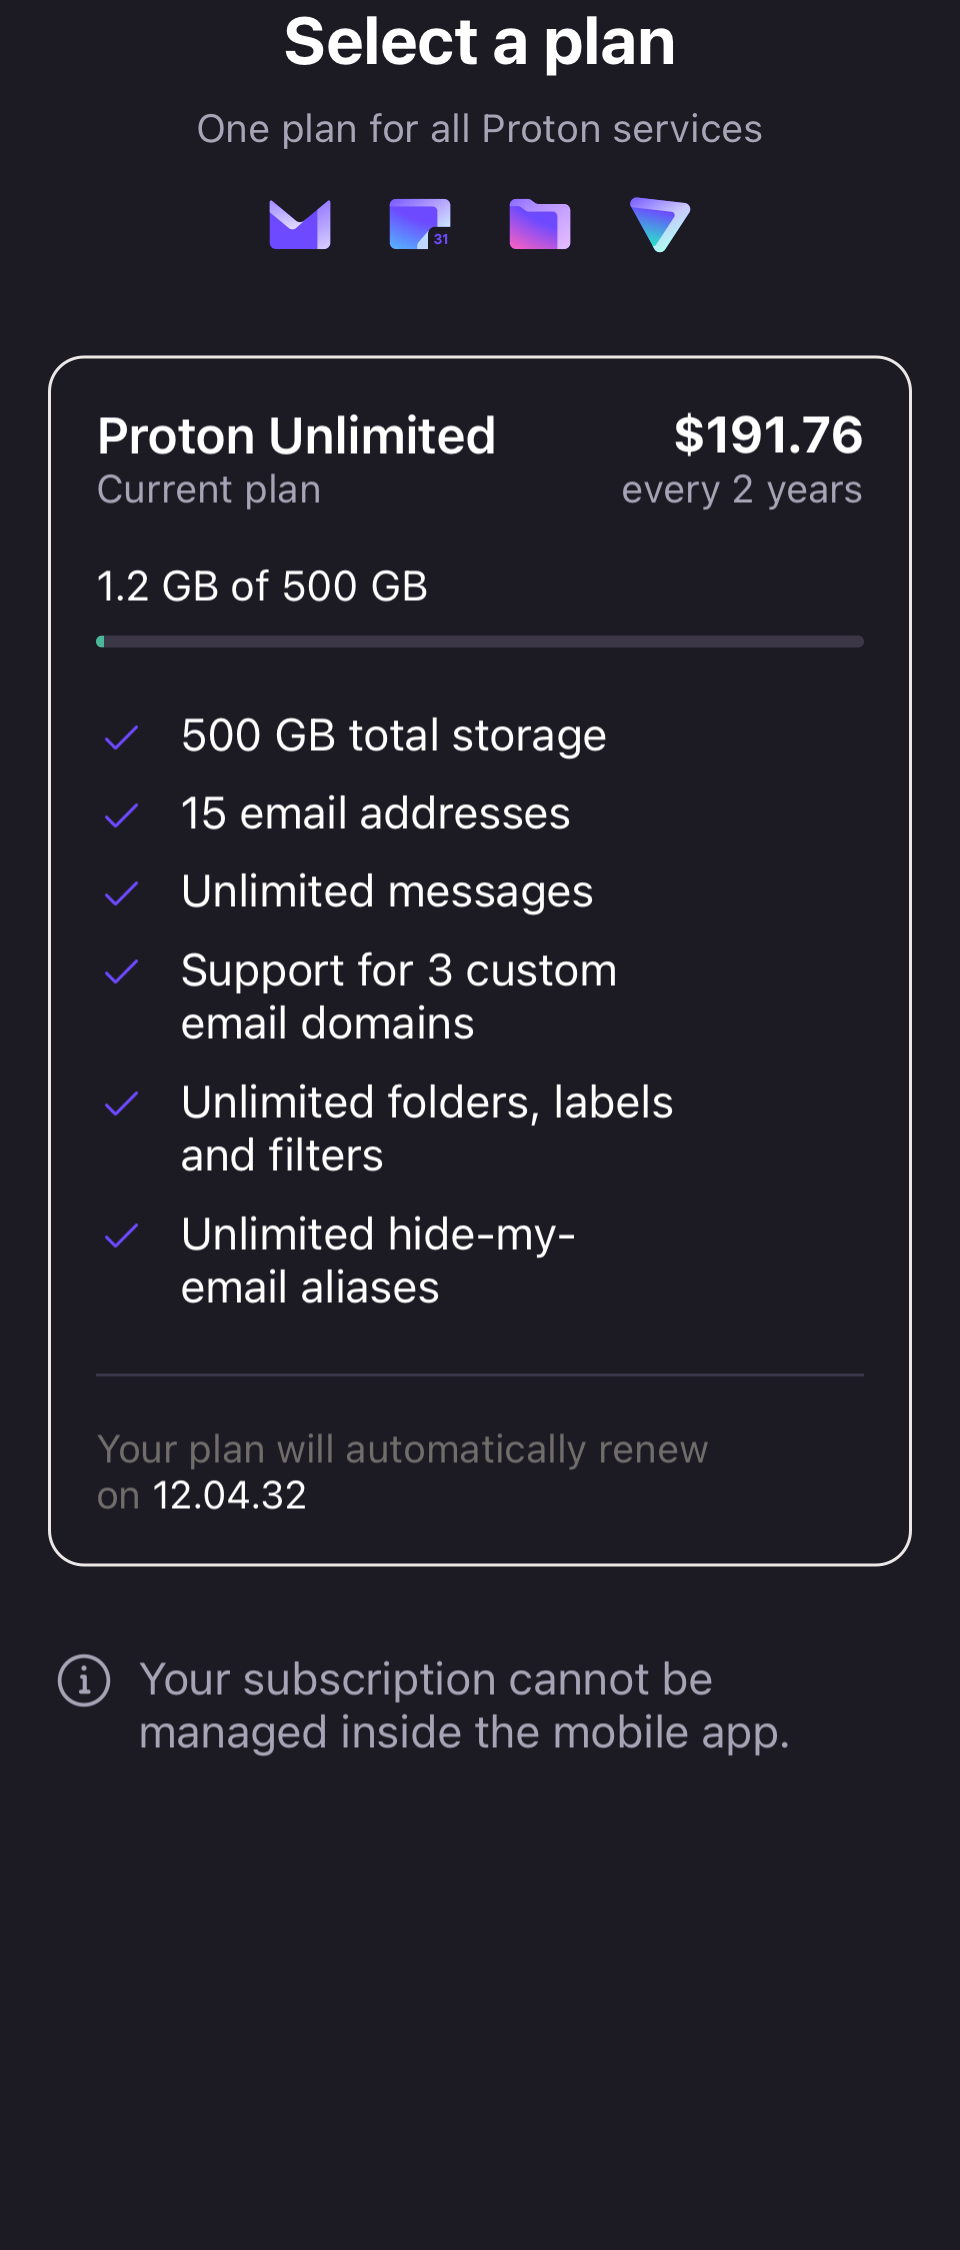 Select a plan
One plan for all Proton services
31
Proton Unlimited
$191.76
Current plan
every 2 years
1.2 GB of 500 GB
500 GB total storage
15 email addresses
Unlimited messages
Support for 3 custom
email domains
Unlimited folders, labels
and filters
Unlimited hide-my-
email aliases
Your plan will automatically renew
on 12.04.32
Your subscription cannot be
managed inside the mobile app.